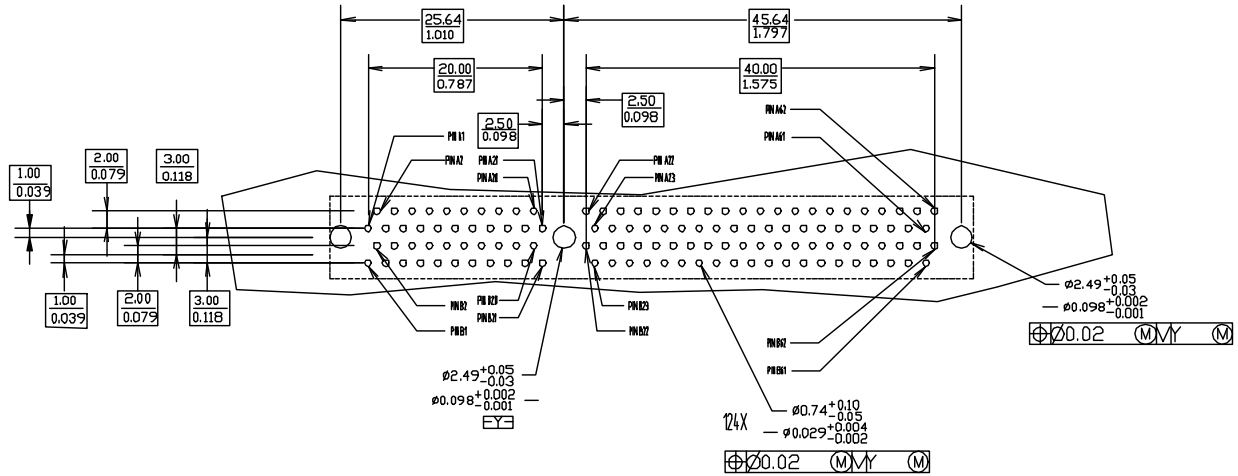 25.64
1.010
45.64
1.797
20.00
0.787
40.00
1.575
2.50
0.098
2.50
0.098
PIN A62
PIN A61
PIN A2
PIN A21
PIN A20
PIN A22
PIN A23
1.00
0.039
2.00
0.079
3.00
0.118
1.00
0.039
2.00
0.079
3.00
0.118
PIN B2
PIN B1
PIN B20
PIN B21
PIN B23
PIN B22
PIN B62
PIN B61
Ø2.49 +0.05 -0.03
Ø0.098 +0.002 -0.001
Ø0.02 Ⓜ Y Ⓜ
Ø2.49 +0.05 -0.03
Ø0.098 +0.002 -0.001
-Y-
124X
Ø0.74 +0.10 -0.05
Ø0.029 +0.004 -0.002
Ø0.02 Ⓜ Y Ⓜ